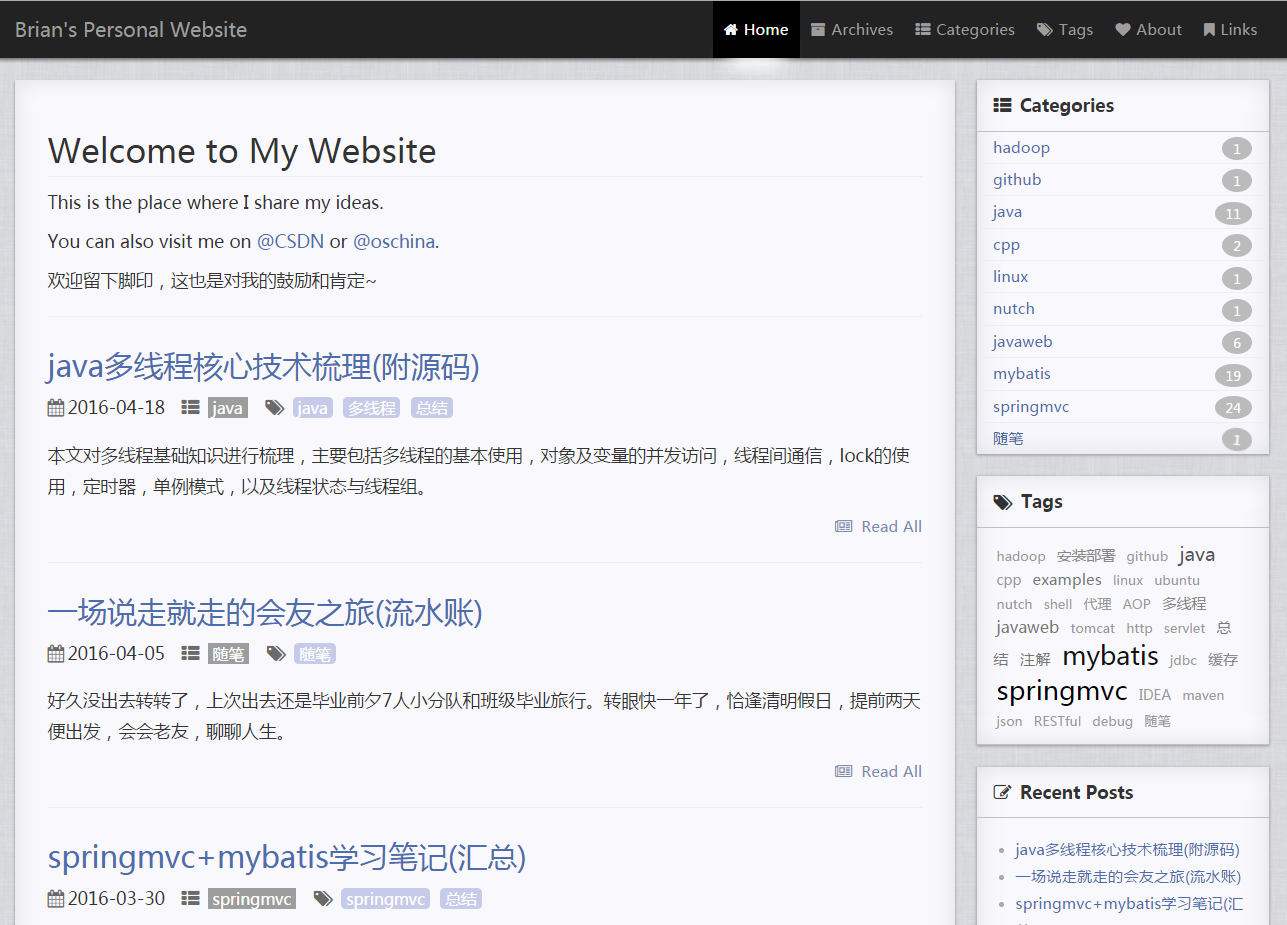 Brian's Personal Website
Home Archives Categories Tags About Links
Welcome to My Website
This is the place where I share my ideas.
You can also visit me on @CSDN or @oschina.
欢迎留下脚印，这也是对我的鼓励和肯定~
java多线程核心技术梳理(附源码)
2016-04-18 java java 多线程 总结
本文对多线程基础知识进行梳理，主要包括多线程的基本使用，对象及变量的并发访问，线程间通信，lock的使
用，定时器，单例模式，以及线程状态与线程组。
Read All
一场说走就走的会友之旅(流水账)
2016-04-05 随笔 随笔
好久没出去转转了，上次出去还是毕业前夕7人小分队和班级毕业旅行。转眼快一年了，恰逢清明假日，提前两天
便出发，会会老友，聊聊人生。
Read All
springmvc+mybatis学习笔记(汇总)
2016-03-30 springmvc springmvc 总结
Categories
hadoop 1
github 1
java 11
cpp 2
linux 1
nutch 1
javaweb 6
mybatis 19
springmvc 24
随笔 1
Tags
hadoop 安装部署 github java
cpp examples linux ubuntu
nutch shell 代理 AOP 多线程
javaweb tomcat http servlet 总
结 注解 mybatis jdbc 缓存
springmvc IDEA maven
json RESTful debug 随笔
Recent Posts
java多线程核心技术梳理(附源码)
一场说走就走的会友之旅(流水账)
springmvc+mybatis学习笔记(汇